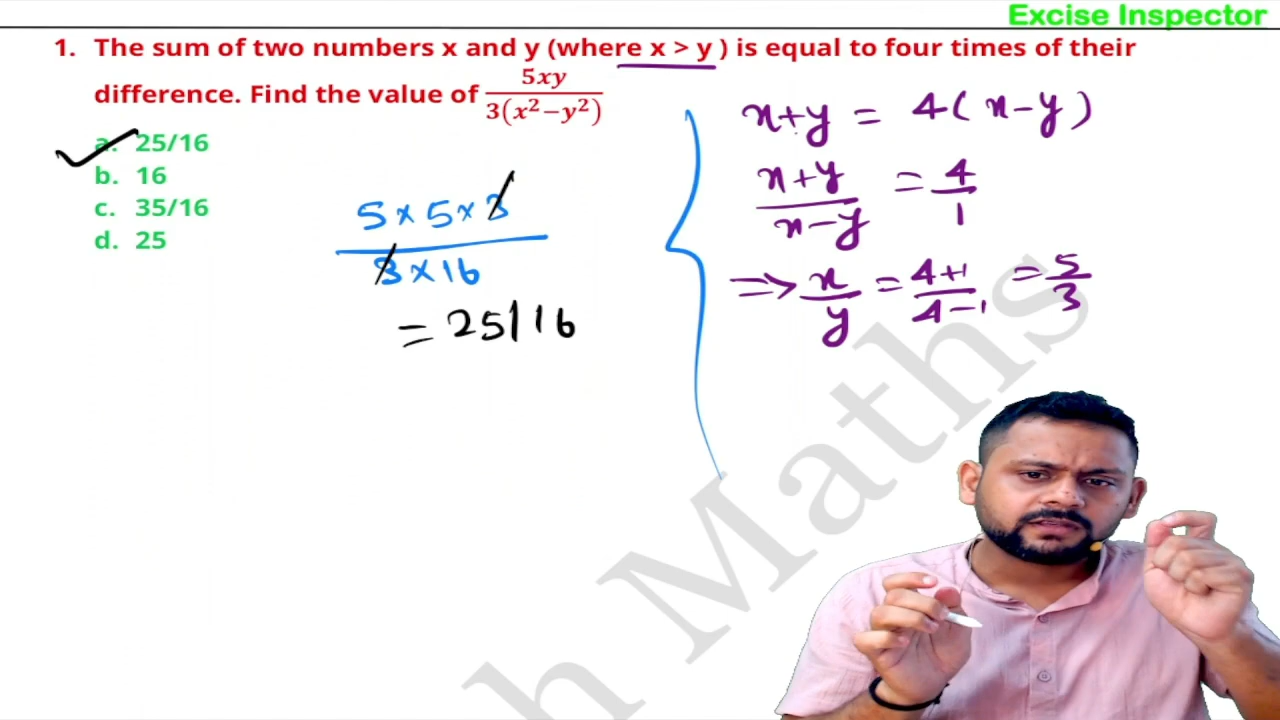 Excise Inspector
1. The sum of two numbers x and y (where x > y ) is equal to four times of their
difference. Find the value of 5xy / 3(x² − y²)
a. 25/16
b. 16
c. 35/16
d. 25
5 × 5 × 3
3 × 16
= 25/16
x+y = 4( x−y )
x+y / x−y = 4/1
=> x/y = 4+1 / 4−1 = 5/3
h Maths